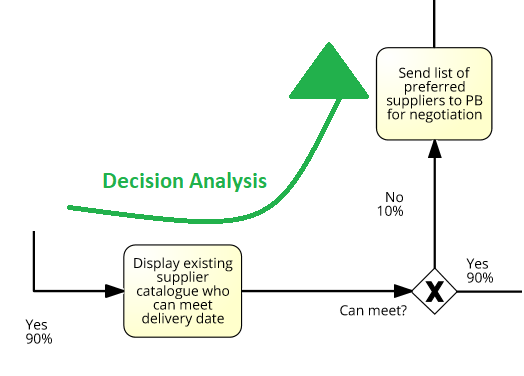 Send list of
preferred
suppliers to PB
for negotiation
Decision Analysis
No
10%
Display existing
supplier
catalogue who
can meet
delivery date
Yes
90%
X
Can meet?
Yes
90%